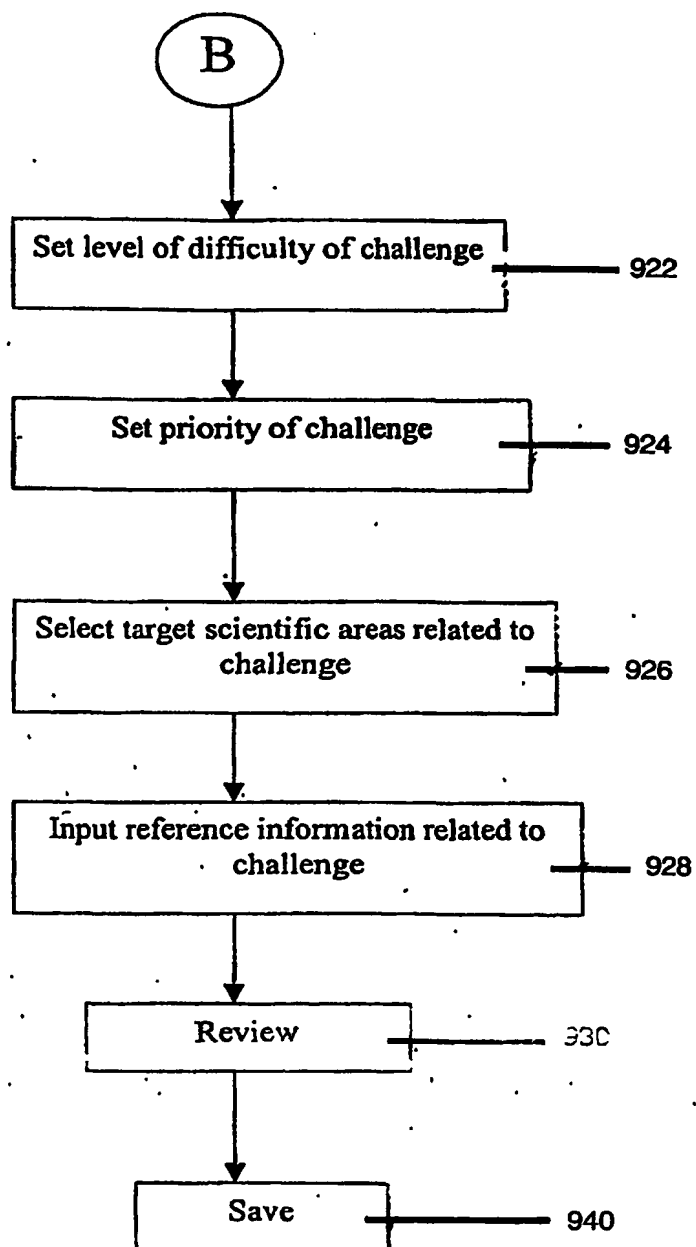 B
Set level of difficulty of challenge
922
Set priority of challenge
924
Select target scientific areas related to
challenge
926
Input reference information related to
challenge
928
Review
930
Save
940